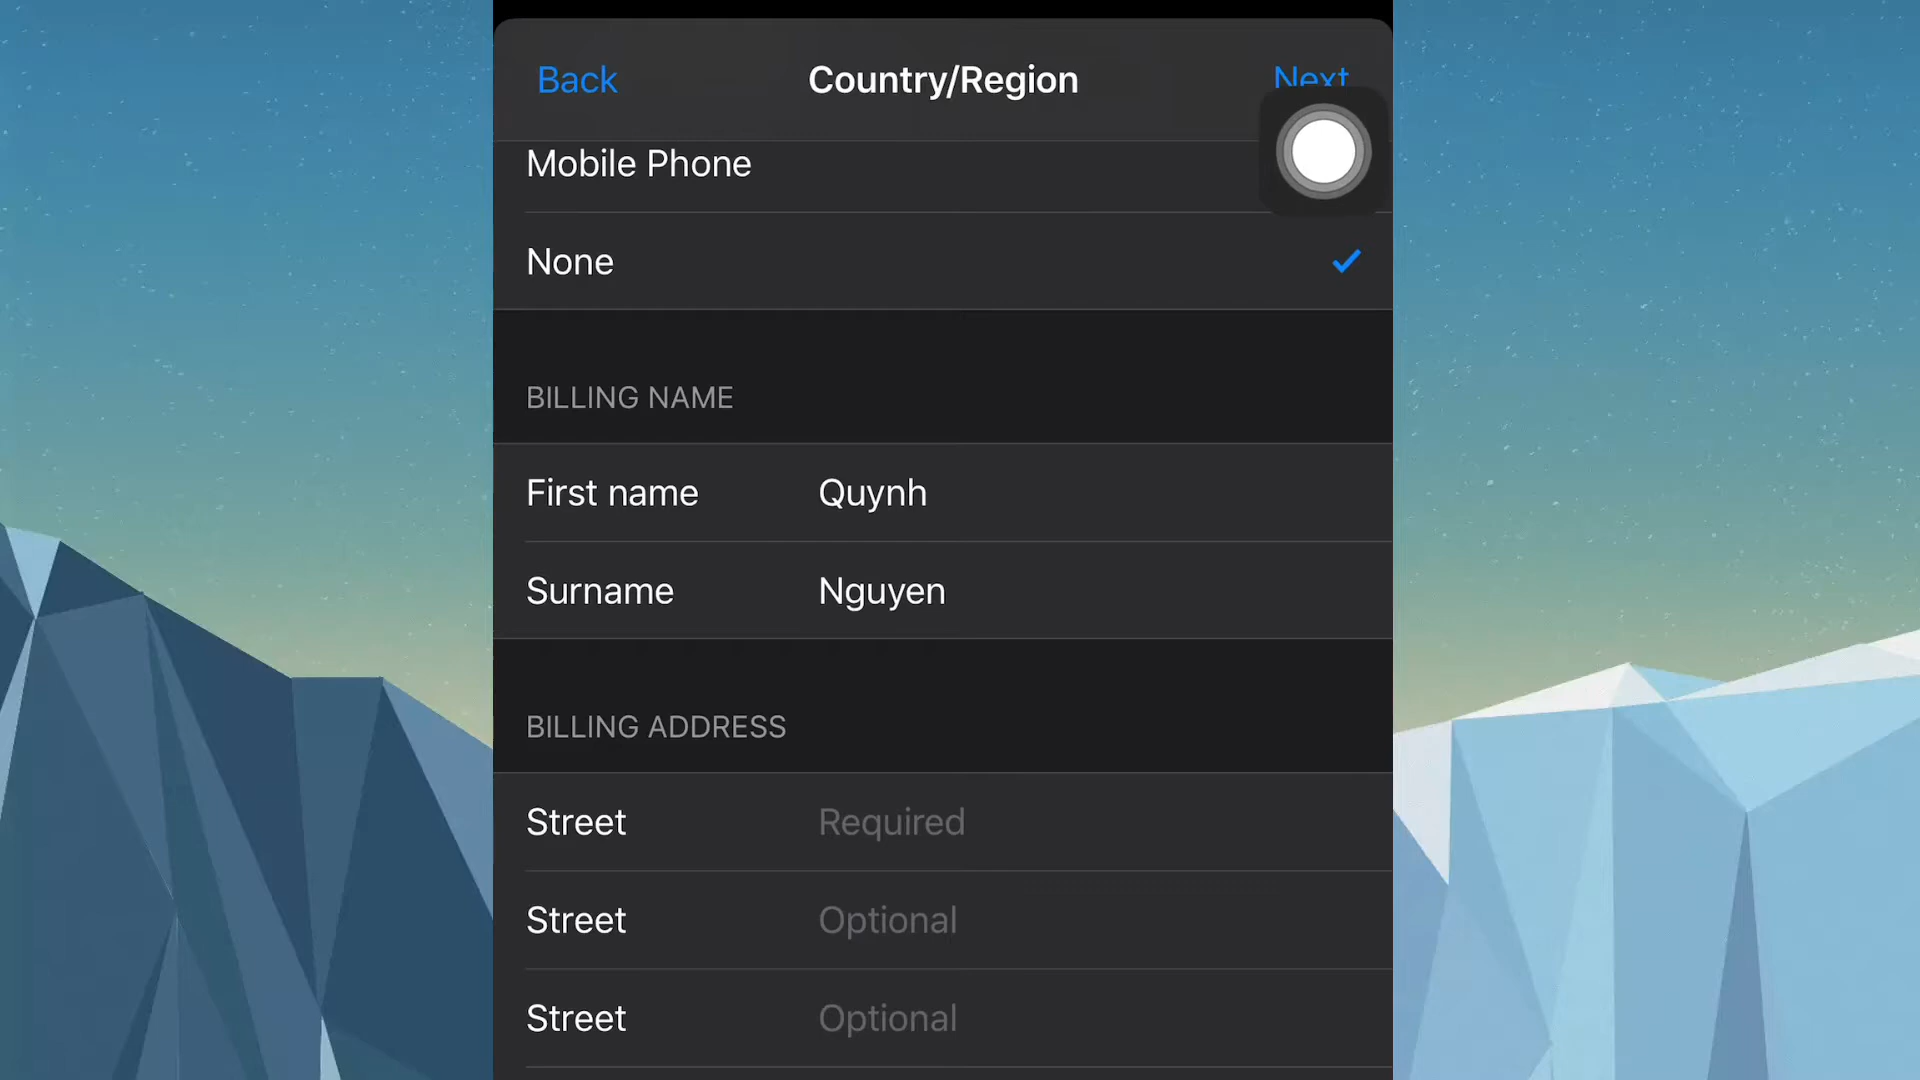 Back Country/Region Next
Mobile Phone
None
BILLING NAME
First name Quynh
Surname Nguyen
BILLING ADDRESS
Street Required
Street Optional
Street Optional